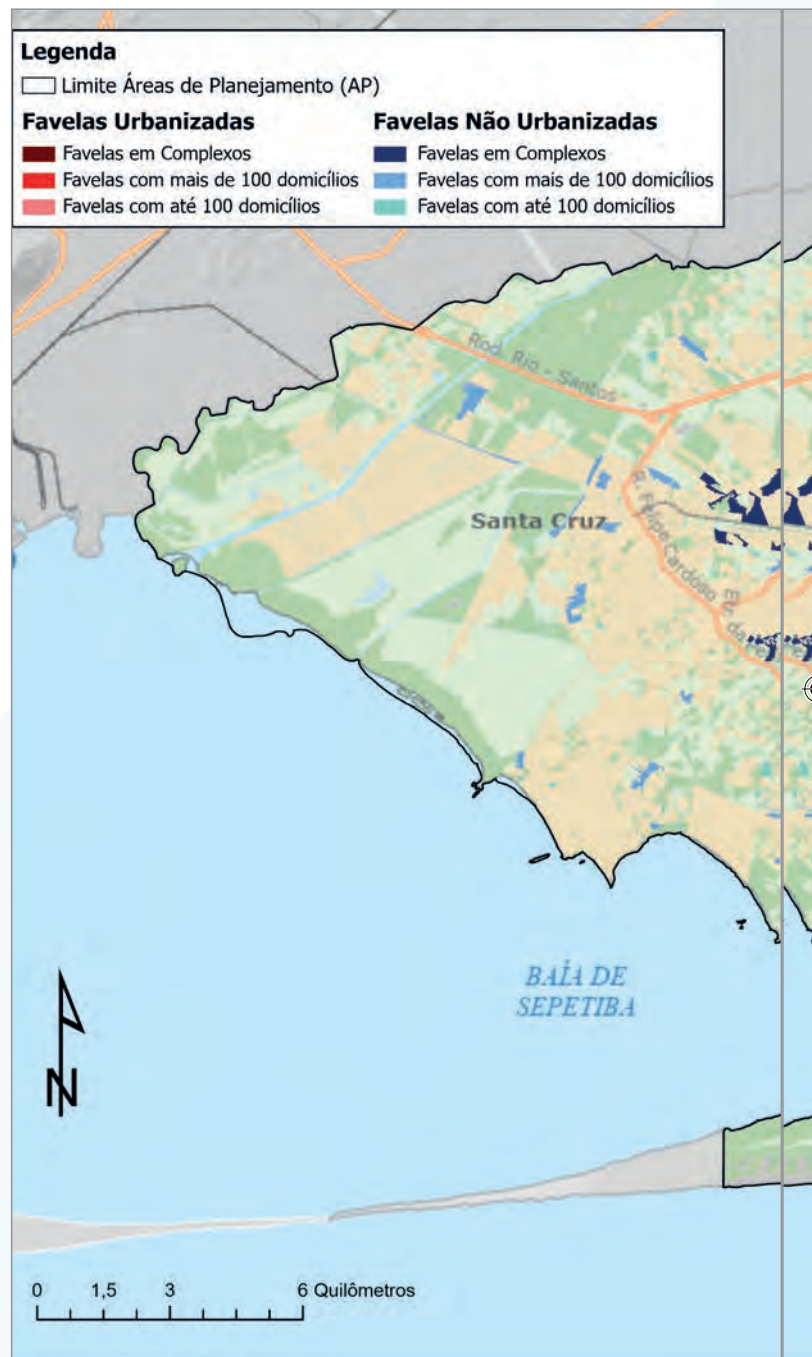 Legenda
Limite Áreas de Planejamento (AP)
Favelas Urbanizadas
Favelas em Complexos
Favelas com mais de 100 domicílios
Favelas com até 100 domicílios
Favelas Não Urbanizadas
Favelas em Complexos
Favelas com mais de 100 domicílios
Favelas com até 100 domicílios
Rod. Rio - Santos
Santa Cruz
R. Felipe Cardoso
BAÍA DE
SEPETIBA
N
0 1,5 3 6 Quilômetros